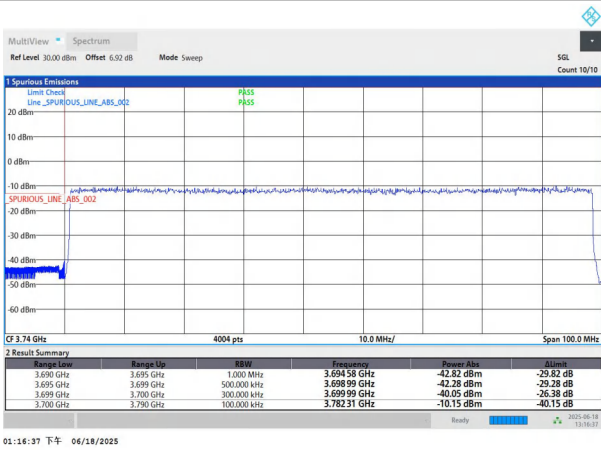 MultiView Spectrum
Ref Level 30.00 dBm Offset 6.92 dB Mode Sweep SGL
Count 10/10
1 Spurious Emissions
Limit Check PASS
Line _SPURIOUS_LINE_ABS_002 PASS
20 dBm
10 dBm
0 dBm
-10 dBm
_SPURIOUS_LINE_ABS_002
-20 dBm
-30 dBm
-40 dBm
-50 dBm
-60 dBm
CF 3.74 GHz 4004 pts 10.0 MHz/ Span 100.0 MHz
2 Result Summary
Range Low Range Up RBW Frequency Power Abs ΔLimit
3.690 GHz 3.695 GHz 1.000 MHz 3.694 58 GHz -42.82 dBm -29.82 dB
3.695 GHz 3.699 GHz 500.000 kHz 3.698 99 GHz -42.28 dBm -29.28 dB
3.699 GHz 3.700 GHz 300.000 kHz 3.699 99 GHz -40.05 dBm -26.38 dB
3.700 GHz 3.790 GHz 100.000 kHz 3.782 31 GHz -10.15 dBm -40.15 dB
Ready 2025-06-18
13:16:37
01:16:37 下午 06/18/2025